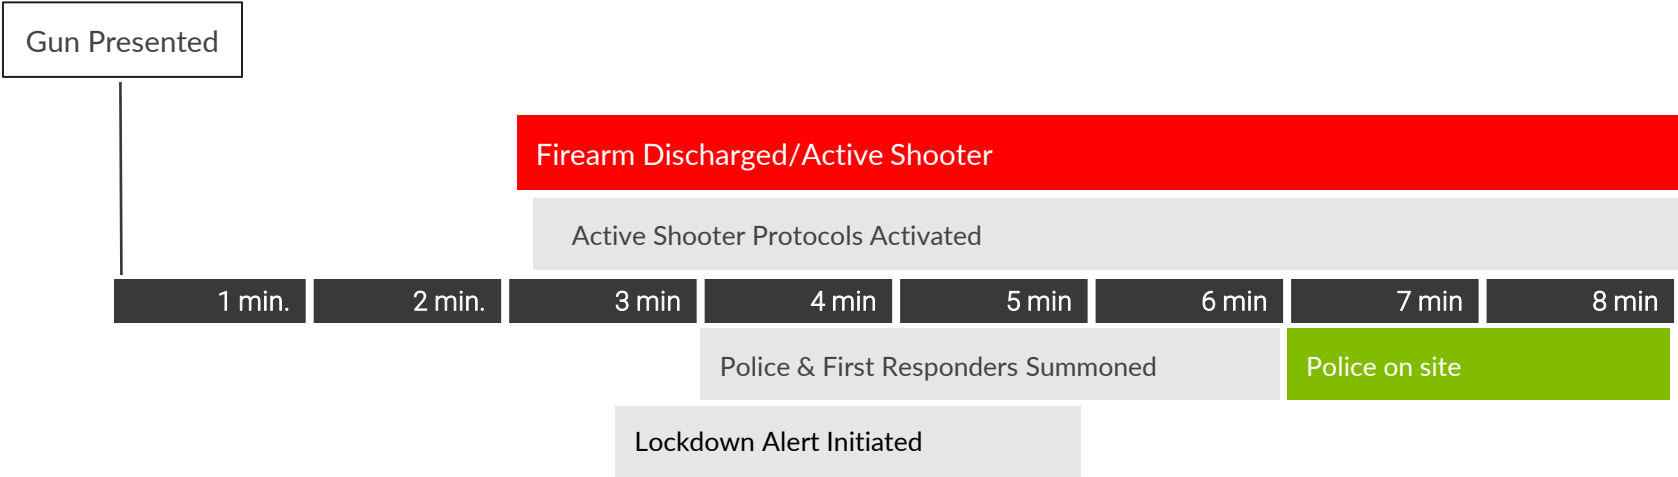 Gun Presented
Firearm Discharged/Active Shooter
Active Shooter Protocols Activated
1 min.
2 min.
3 min
4 min
5 min
6 min
7 min
8 min
Police & First Responders Summoned
Police on site
Lockdown Alert Initiated